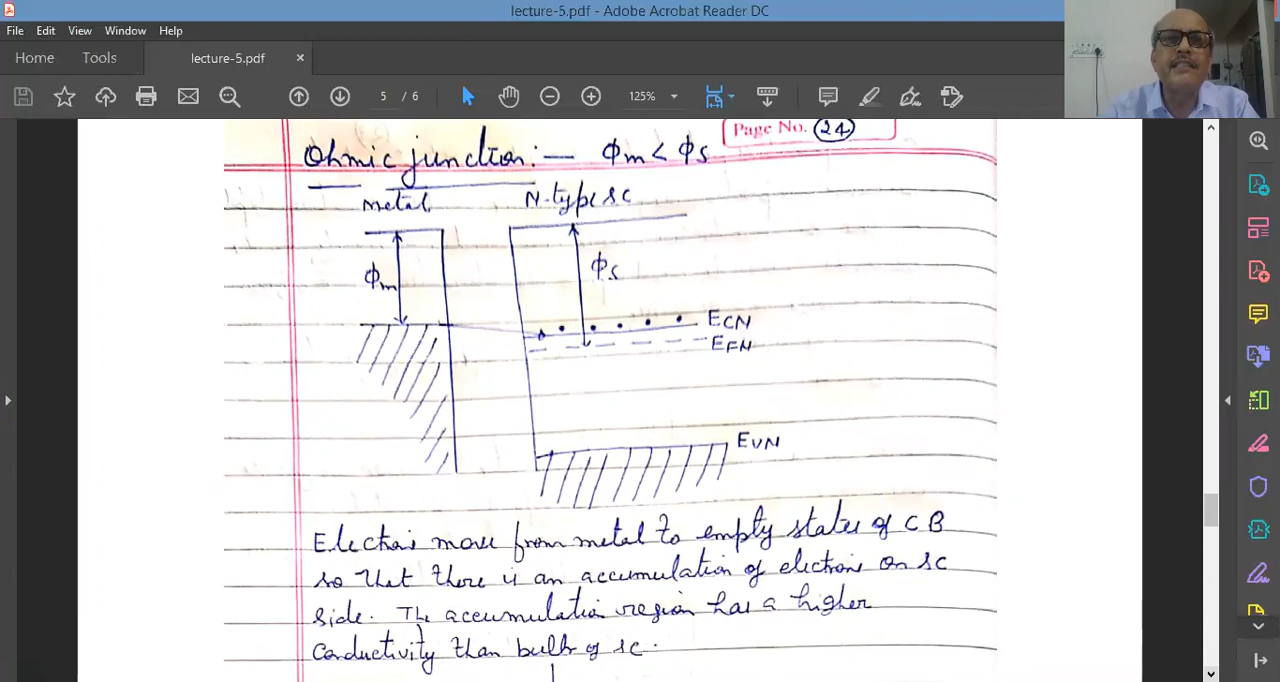 lecture-5.pdf - Adobe Acrobat Reader DC
File Edit View Window Help
Home Tools lecture-5.pdf ×
5 / 6 125%
Page No. 24
Ohmic junction:— Φm < Φs
Metal N-type sc
Φm Φs
ECN
EFN
EVN
Electrons move from metal to empty states of CB
so that there is an accumulation of electrons on sc
side. The accumulation region has a higher
conductivity than bulk of sc.